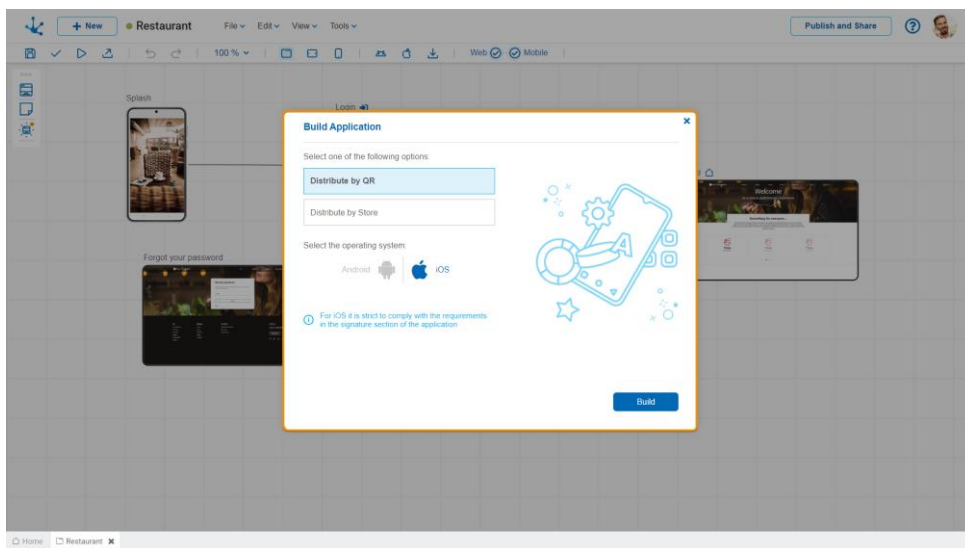 + New
Restaurant
File
Edit
View
Tools
Publish and Share
?
100 %
Web
Mobile
Splash
Login
Build Application
Select one of the following options:
Distribute by QR
Distribute by Store
Select the operating system:
Android
iOS
For iOS it is strict to comply with the requirements
in the signature section of the application
Build
Welcome
Forgot your password
Home
Restaurant